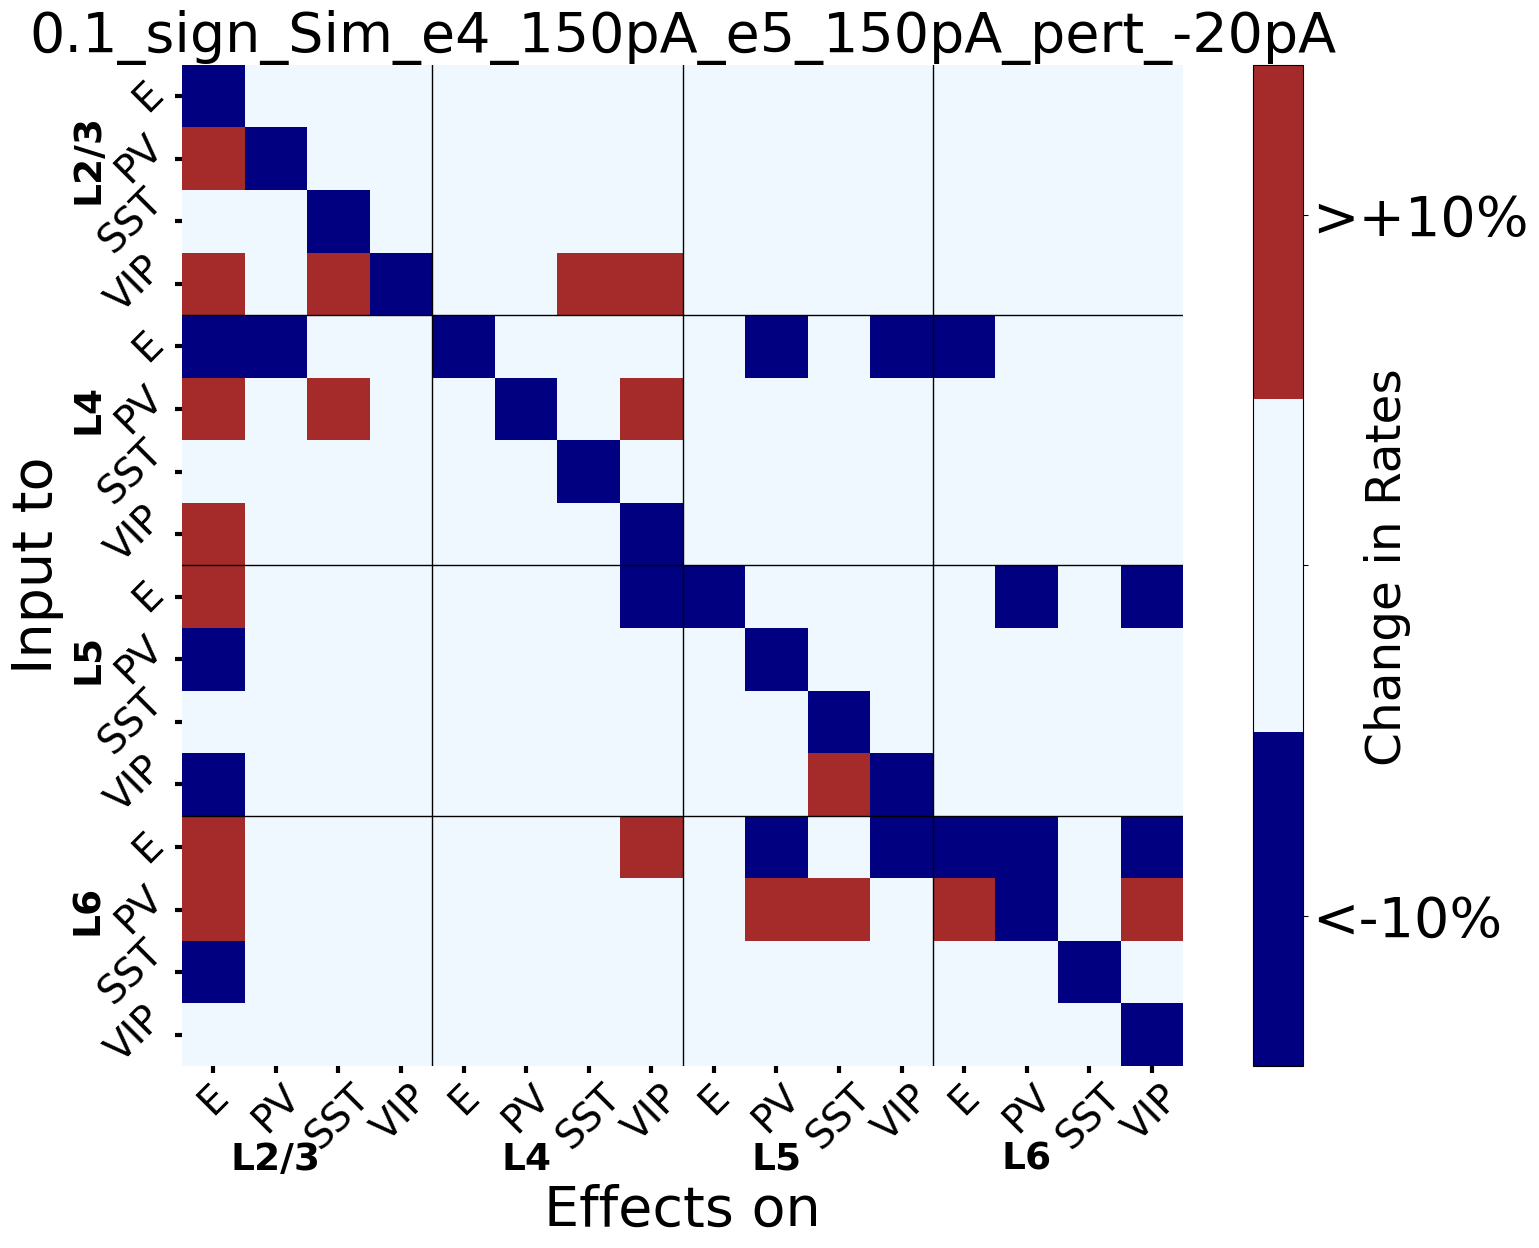 0.1_sign_Sim_e4_150pA_e5_150pA_pert_-20pA
Input to
L2/3
E
PV
SST
VIP
L4
E
PV
SST
VIP
L5
E
PV
SST
VIP
L6
E
PV
SST
VIP
E PV SST VIP E PV SST VIP E PV SST VIP E PV SST VIP
L2/3 L4 L5 L6
Effects on
>+10%
<-10%
Change in Rates